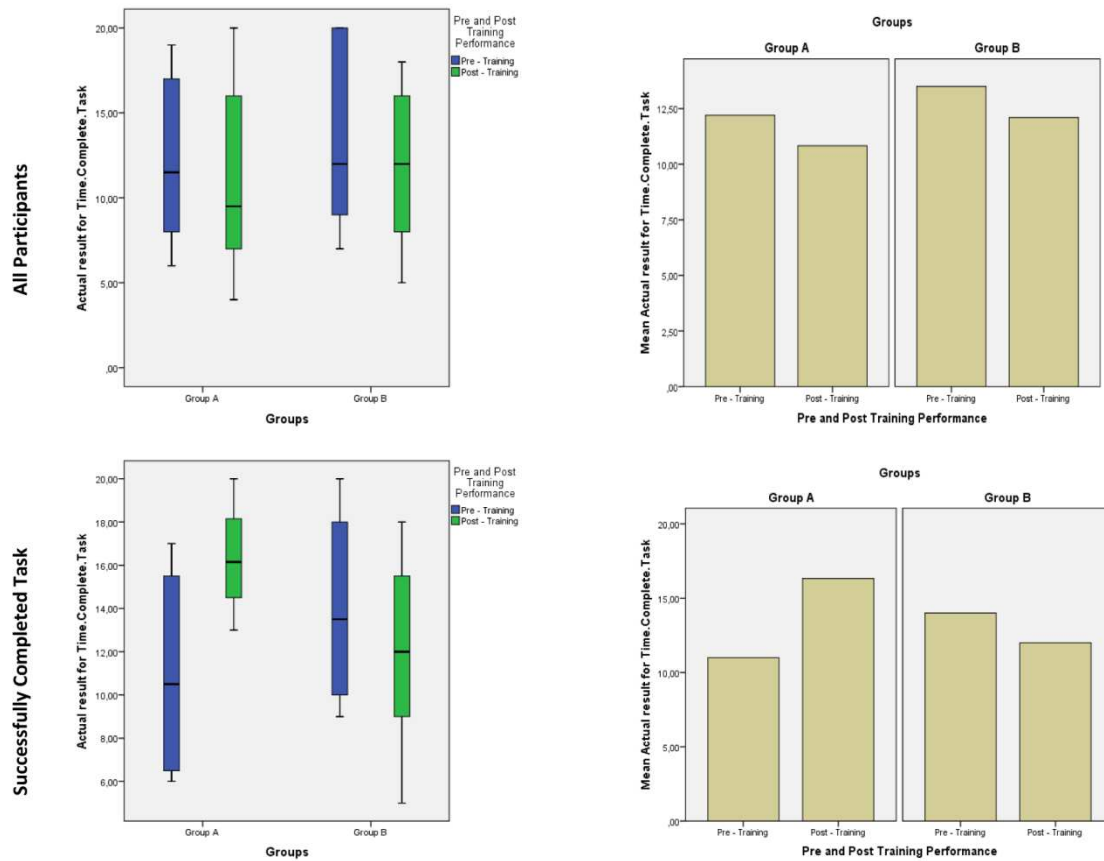 All Participants
Actual result for Time.Complete.Task
20,00
15,00
10,00
5,00
,00
Group A
Group B
Groups
Pre and Post
Training
Performance
Pre - Training
Post - Training
Groups
Group A
Group B
Mean Actual result for Time.Complete.Task
12,50
10,00
7,50
5,00
2,50
,00
Pre - Training
Post - Training
Pre - Training
Post - Training
Pre and Post Training Performance
Successfully Completed Task
Actual result for Time.Complete.Task
20,00
18,00
16,00
14,00
12,00
10,00
8,00
6,00
Group A
Group B
Groups
Pre and Post
Training
Performance
Pre - Training
Post - Training
Groups
Group A
Group B
Mean Actual result for Time.Complete.Task
20,00
15,00
10,00
5,00
,00
Pre - Training
Post - Training
Pre - Training
Post - Training
Pre and Post Training Performance